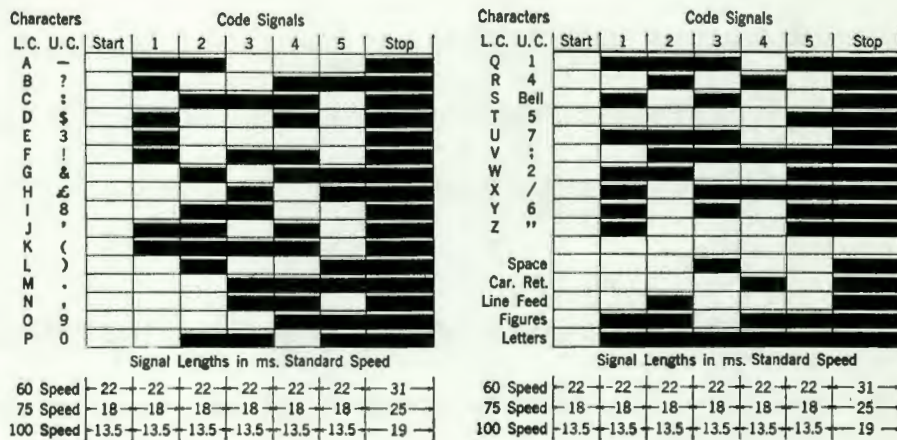 Characters Code Signals
L.C. U.C. Start 1 2 3 4 5 Stop
A —
B ?
C :
D $
E 3
F !
G &
H £
I 8
J '
K (
L )
M .
N ,
O 9
P 0
Signal Lengths in ms. Standard Speed
60 Speed 22 22 22 22 22 22 31
75 Speed 18 18 18 18 18 18 25
100 Speed 13.5 13.5 13.5 13.5 13.5 13.5 19
Characters Code Signals
L.C. U.C. Start 1 2 3 4 5 Stop
Q 1
R 4
S Bell
T 5
U 7
V ;
W 2
X /
Y 6
Z "
Space
Car. Ret.
Line Feed
Figures
Letters
Signal Lengths in ms. Standard Speed
60 Speed 22 22 22 22 22 22 31
75 Speed 18 18 18 18 18 18 25
100 Speed 13.5 13.5 13.5 13.5 13.5 13.5 19